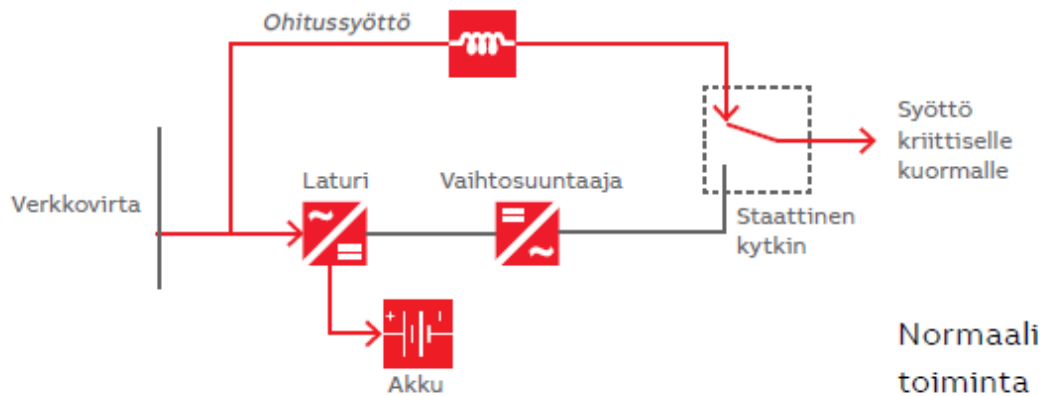 Ohitussyöttö
Syöttö
kriittiselle
kuormalle
Laturi
Vaihtosuuntaaja
Verkkovirta
Staattinen
kytkin
Akku
Normaali
toiminta